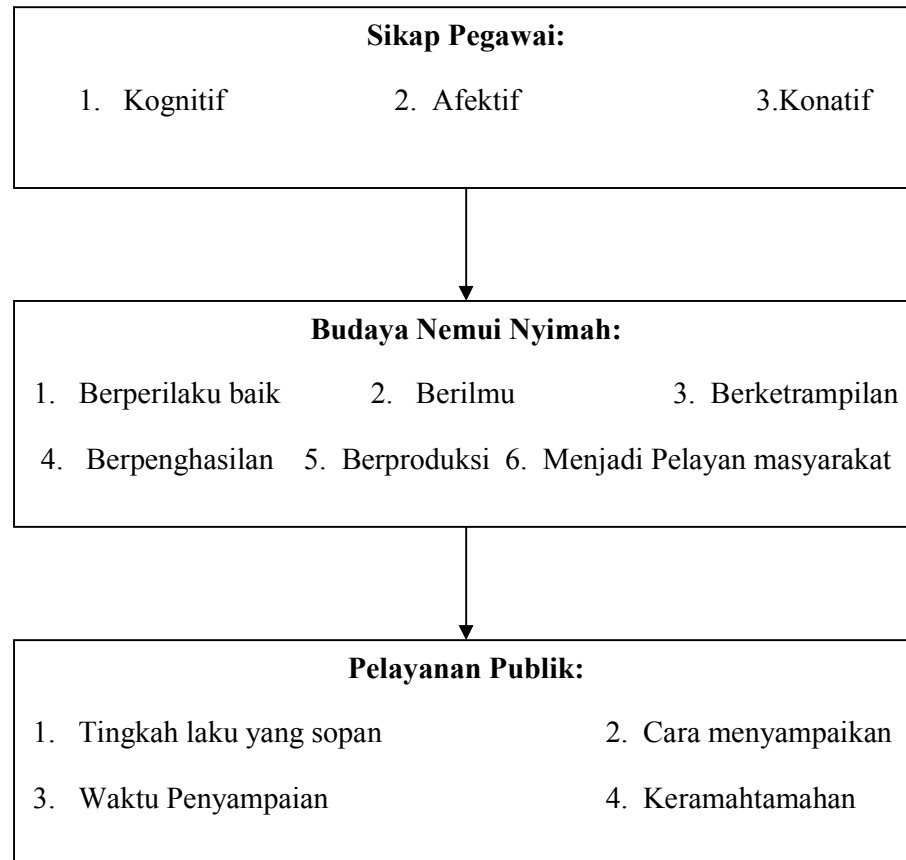 Sikap Pegawai:
1. Kognitif 2. Afektif 3.Konatif
Budaya Nemui Nyimah:
1. Berperilaku baik 2. Berilmu 3. Berketrampilan
4. Berpenghasilan 5. Berproduksi 6. Menjadi Pelayan masyarakat
Pelayanan Publik:
1. Tingkah laku yang sopan 2. Cara menyampaikan
3. Waktu Penyampaian 4. Keramahtamahan